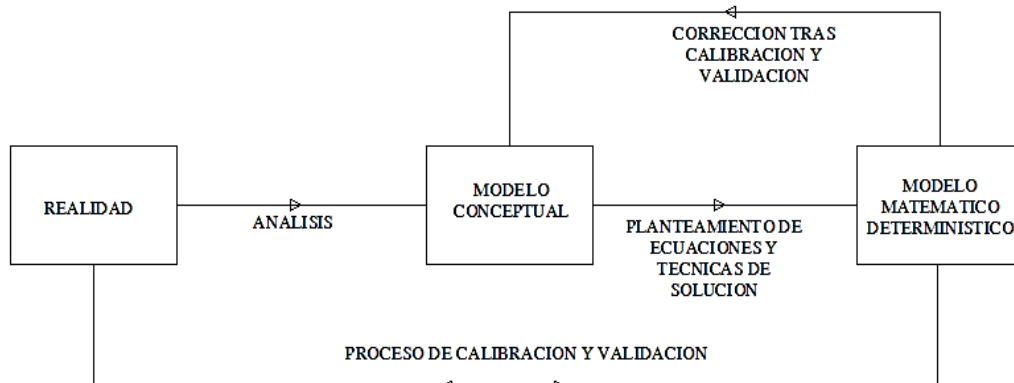 CORRECCION TRAS
CALIBRACION Y
VALIDACION
REALIDAD
ANALISIS
MODELO
CONCEPTUAL
PLANTEAMIENTO DE
ECUACIONES Y
TECNICAS DE
SOLUCION
MODELO
MATEMATICO
DETERMINISTICO
PROCESO DE CALIBRACION Y VALIDACION